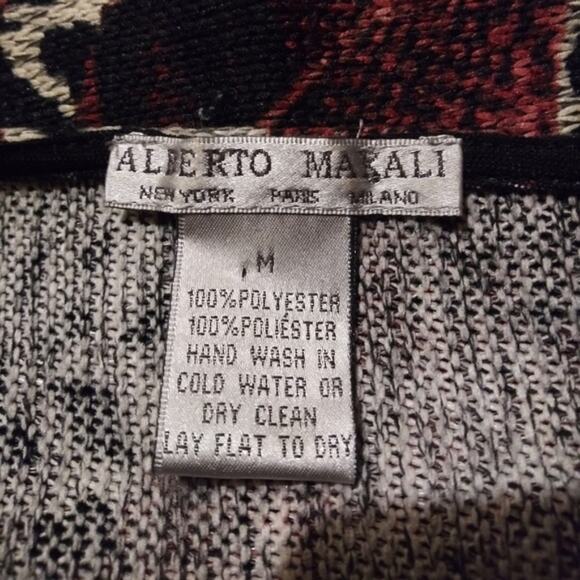 ALBERTO MAKALI
NEW YORK PARIS MILANO
M
100%POLYESTER
100%POLIÉSTER
HAND WASH IN
COLD WATER OR
DRY CLEAN
LAY FLAT TO DRY